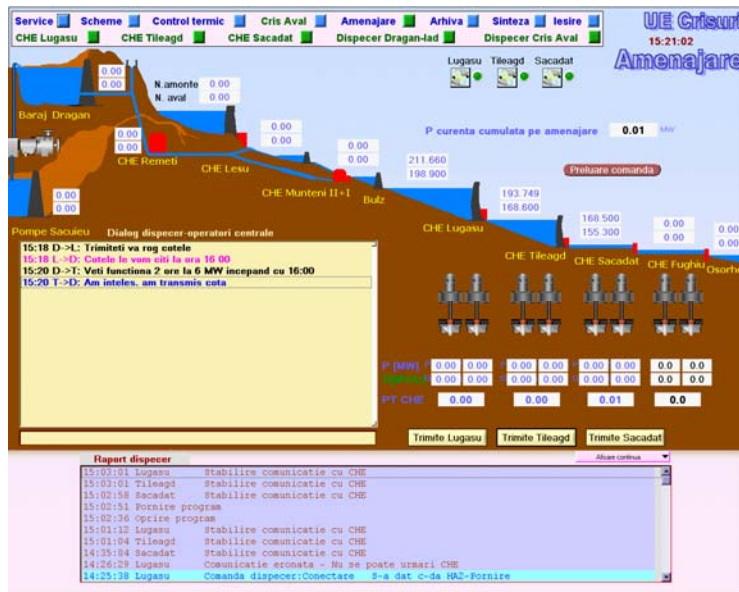 Service Scheme Control termic Cris Aval Amenajare Arhiva Sinteza Iesire
CHE Lugasu CHE Tileagd CHE Sacadat Dispecer Dragan-Iad Dispecer Cris Aval
UE Crisuri
15:21:02
Amenajare
Lugasu Tileagd Sacadat
0.00
0.00
N.amonte 0.00
N. aval 0.00
Baraj Dragan
P curenta cumulata pe amenajare 0.01 MW
0.00
0.00
0.00
0.00
CHE Remeti
CHE Lesu
0.00
0.00
211.660
198.900
Preluare comanda
CHE Munteni II+I
Bulz
0.00
0.00
193.749
168.600
168.500
155.300
0.00
0.00
0.00
0.00
CHE Lugasu
CHE Tileagd
CHE Sacadat
CHE Fughiu
Osorhe
Pompe Sacuieu
Dialog dispecer-operatori centrale
15:18 D->L: Trimiteti va rog cotele
15:18 L->D: Cotele le vom citi la ora 16 00
15:20 D->T: Veti functiona 2 ore la 6 MW incepand cu 16:00
15:20 T->D: Am inteles. am transmis cota
P [MW] 0.00 0.00 0.00 0.00 0.00 0.00 0.0 0.0
0.00 0.00 0.00 0.00 0.00 0.00 0.0 0.0
PT CHE 0.00 0.00 0.01 0.0
Trimite Lugasu Trimite Tileagd Trimite Sacadat
Raport dispecer
Afisare continua
15:03:01 Lugasu Stabilire comunicatie cu CHE
15:03:01 Tileagd Stabilire comunicatie cu CHE
15:02:58 Sacadat Stabilire comunicatie cu CHE
15:02:51 Pornire program
15:02:36 Oprire program
15:01:12 Lugasu Stabilire comunicatie cu CHE
15:01:04 Tileagd Stabilire comunicatie cu CHE
14:35:04 Sacadat Stabilire comunicatie cu CHE
14:26:29 Lugasu Comunicatie eronata - Nu se poate urmari CHE
14:25:38 Lugasu Comanda dispecer:Conectare S-a dat c-da HA2-Pornire